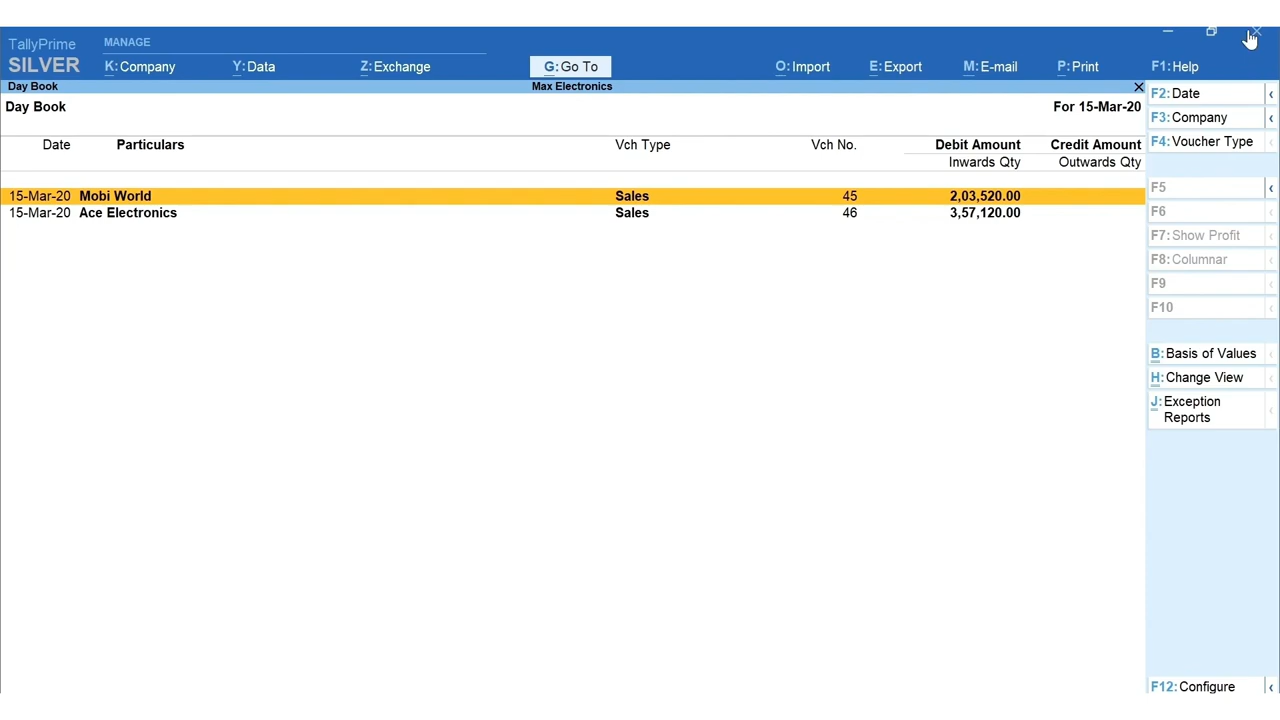 TallyPrime
SILVER
MANAGE
K:Company Y:Data Z:Exchange G:Go To O:Import E:Export M:E-mail P:Print F1:Help
Day Book Max Electronics
Day Book For 15-Mar-20
Date Particulars Vch Type Vch No. Debit Amount Credit Amount
Inwards Qty Outwards Qty
15-Mar-20 Mobi World Sales 45 2,03,520.00
15-Mar-20 Ace Electronics Sales 46 3,57,120.00
F2:Date
F3:Company
F4:Voucher Type
F5
F6
F7:Show Profit
F8:Columnar
F9
F10
B:Basis of Values
H:Change View
J:Exception
Reports
F12:Configure